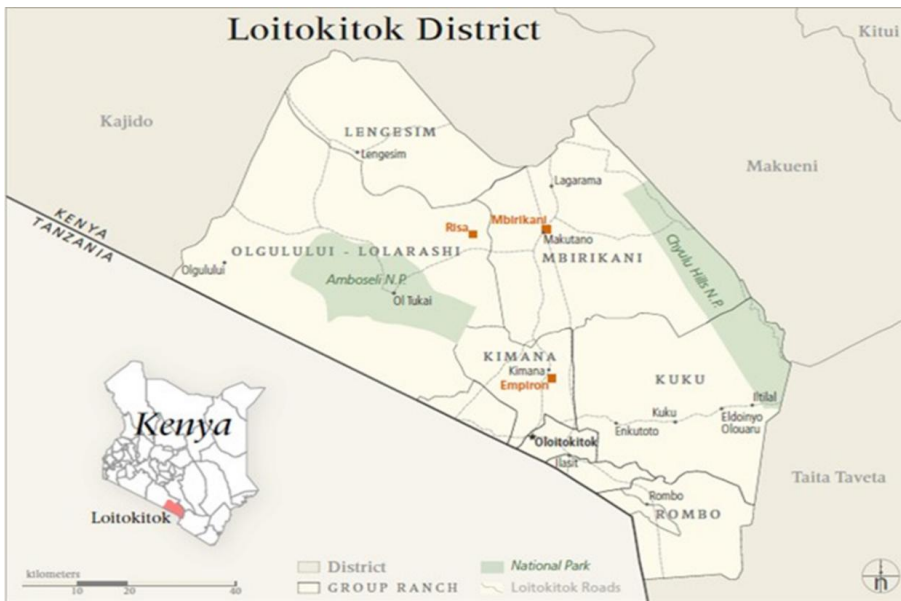 Loitokitok District
Kitui
Kajido
LENGESIM
Lengesim
Makueni
Lagarama
KENYA
TANZANIA
Risa
Mbirikani
Makutano
OLGULULUI - LOLARASHI
MBIRIKANI
Olgulului
Amboseli N.P.
Ol Tukai
Chyulu Hills N.P.
KIMANA
Kimana
Empiron
KUKU
Iltilal
Kuku
Eldoinyo
Olouaru
Enkutoto
Oloitokitok
Ilasit
Taita Taveta
Rombo
ROMBO
Kenya
Loitokitok
kilometers
10
20
40
District
GROUP RANCH
National Park
Loitokitok Roads
n